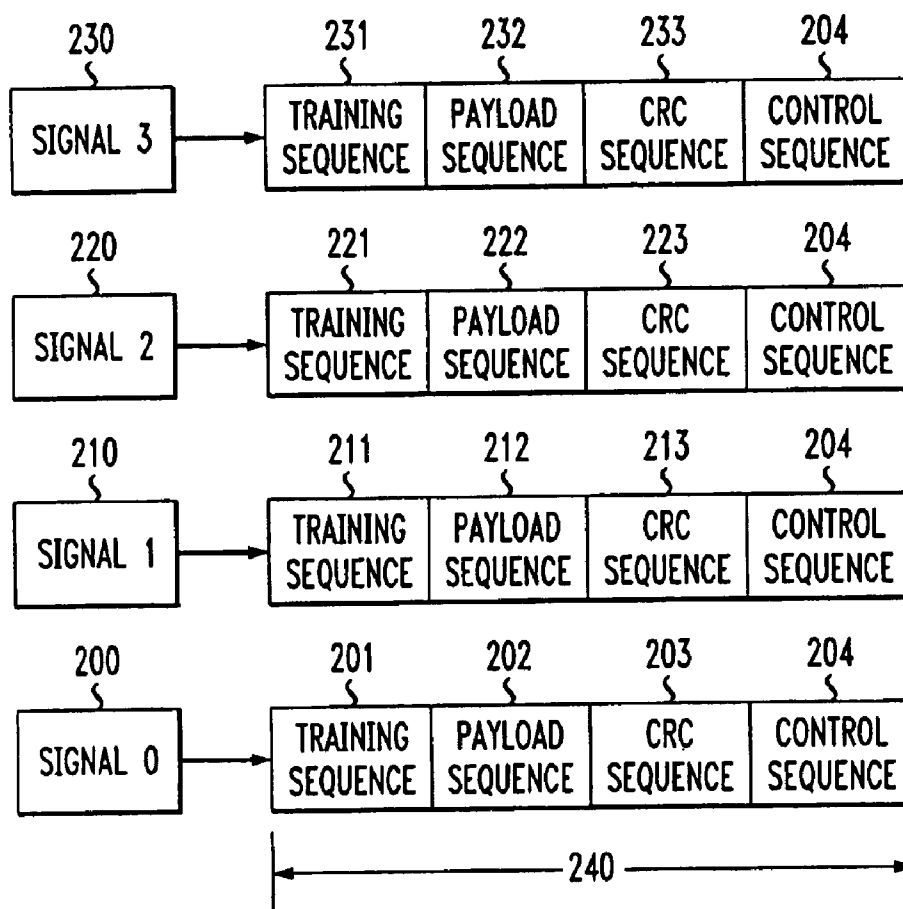 230 231 232 233 204
SIGNAL 3 TRAINING SEQUENCE PAYLOAD SEQUENCE CRC SEQUENCE CONTROL SEQUENCE
220 221 222 223 204
SIGNAL 2 TRAINING SEQUENCE PAYLOAD SEQUENCE CRC SEQUENCE CONTROL SEQUENCE
210 211 212 213 204
SIGNAL 1 TRAINING SEQUENCE PAYLOAD SEQUENCE CRC SEQUENCE CONTROL SEQUENCE
200 201 202 203 204
SIGNAL 0 TRAINING SEQUENCE PAYLOAD SEQUENCE CRC SEQUENCE CONTROL SEQUENCE
240